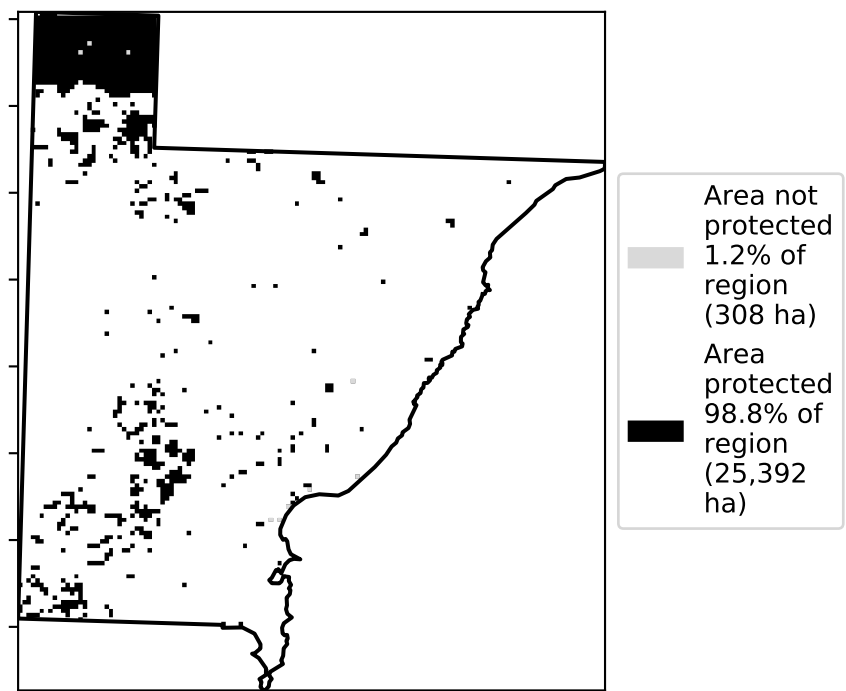 Area not
protected
1.2% of
region
(308 ha)
Area
protected
98.8% of
region
(25,392
ha)